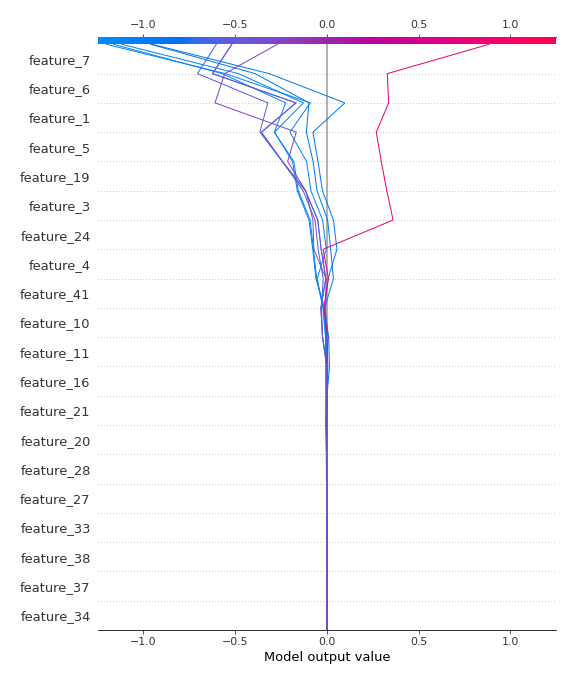 −1.0 −0.5 0.0 0.5 1.0
feature_7
feature_6
feature_1
feature_5
feature_19
feature_3
feature_24
feature_4
feature_41
feature_10
feature_11
feature_16
feature_21
feature_20
feature_28
feature_27
feature_33
feature_38
feature_37
feature_34
−1.0 −0.5 0.0 0.5 1.0
Model output value